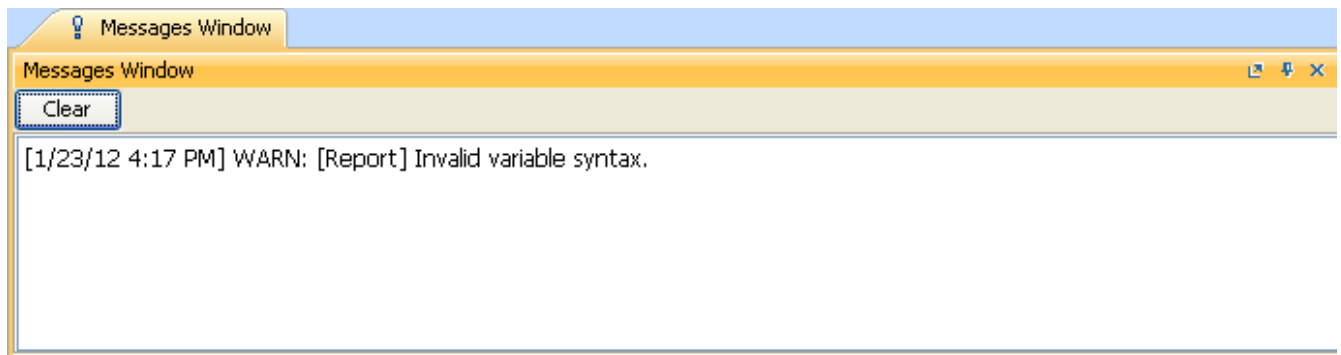 Messages Window
Messages Window
Clear
[1/23/12 4:17 PM] WARN: [Report] Invalid variable syntax.